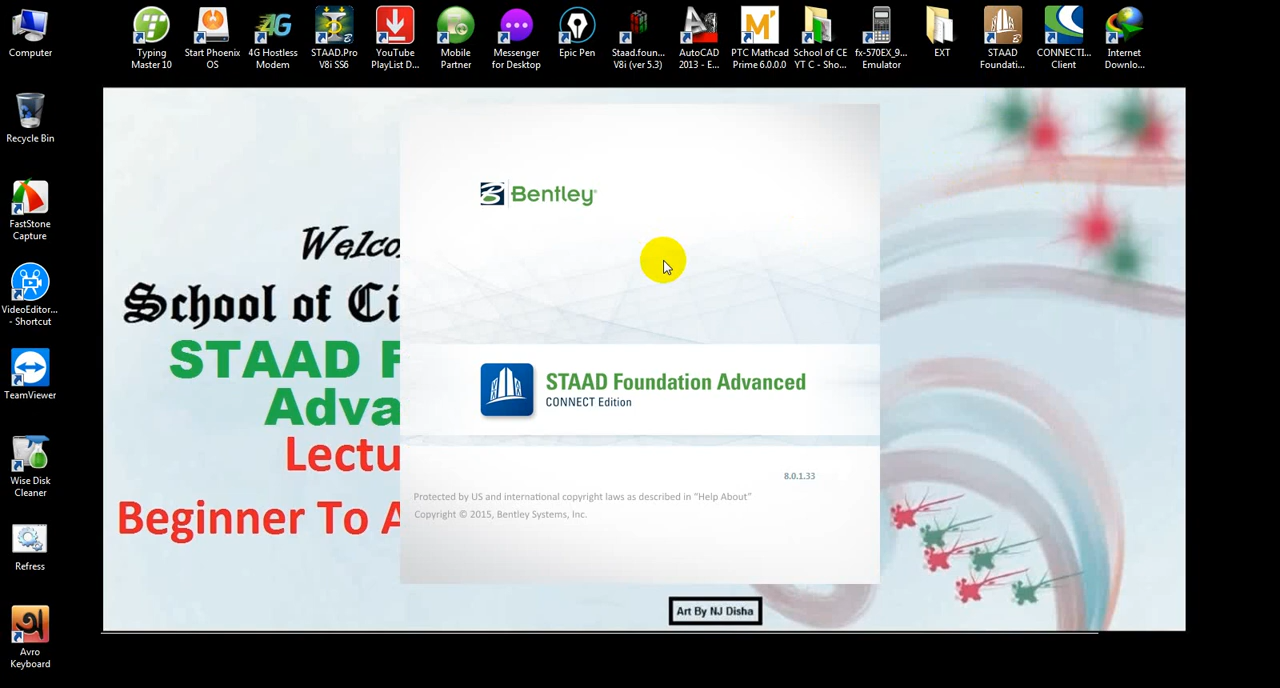 Computer
Typing
Master 10
Start Phoenix
OS
4G Hostless
Modem
STAAD.Pro
V8i SS6
YouTube
PlayList D...
Mobile
Partner
Messenger
for Desktop
Epic Pen
Staad.foun...
V8i (ver 5.3)
AutoCAD
2013 - E...
PTC Mathcad
Prime 6.0.0.0
School of CE
YT C - Sho...
fx-570EX_9...
Emulator
EXT
STAAD
Foundati...
CONNECTI...
Client
Internet
Downlo...
Recycle Bin
FastStone
Capture
VideoEditor...
- Shortcut
TeamViewer
Wise Disk
Cleaner
Refress
Avro
Keyboard
Welco
School of Ci
STAAD F
Adva
Lectu
Beginner To A
Bentley
STAAD Foundation Advanced
CONNECT Edition
8.0.1.33
Protected by US and international copyright laws as described in "Help About"
Copyright © 2015, Bentley Systems, Inc.
Art By NJ Disha